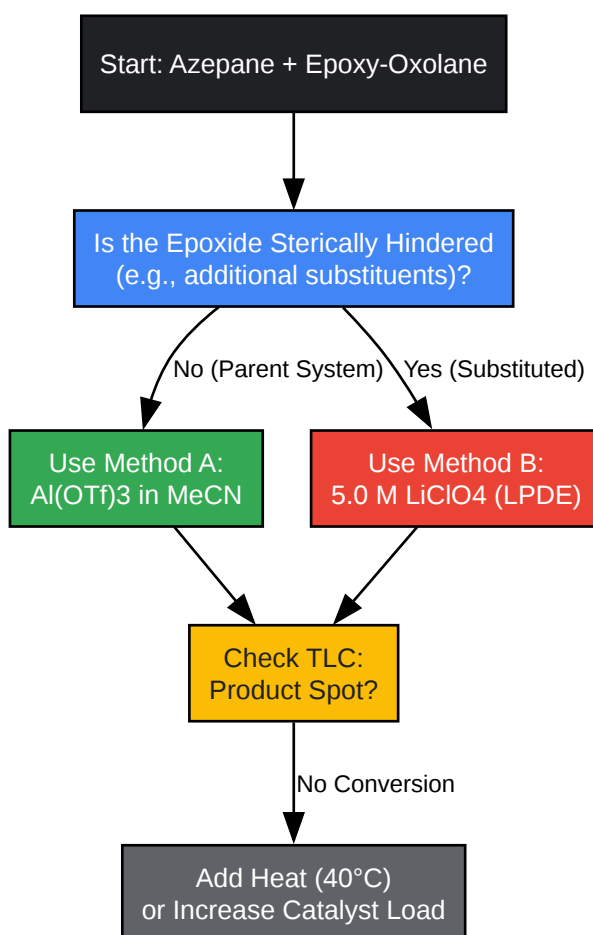 Start: Azepane + Epoxy-Oxolane
Is the Epoxide Sterically Hindered
(e.g., additional substituents)?
No (Parent System)
Yes (Substituted)
Use Method A:
Al(OTf)3 in MeCN
Use Method B:
5.0 M LiClO4 (LPDE)
Check TLC:
Product Spot?
No Conversion
Add Heat (40°C)
or Increase Catalyst Load